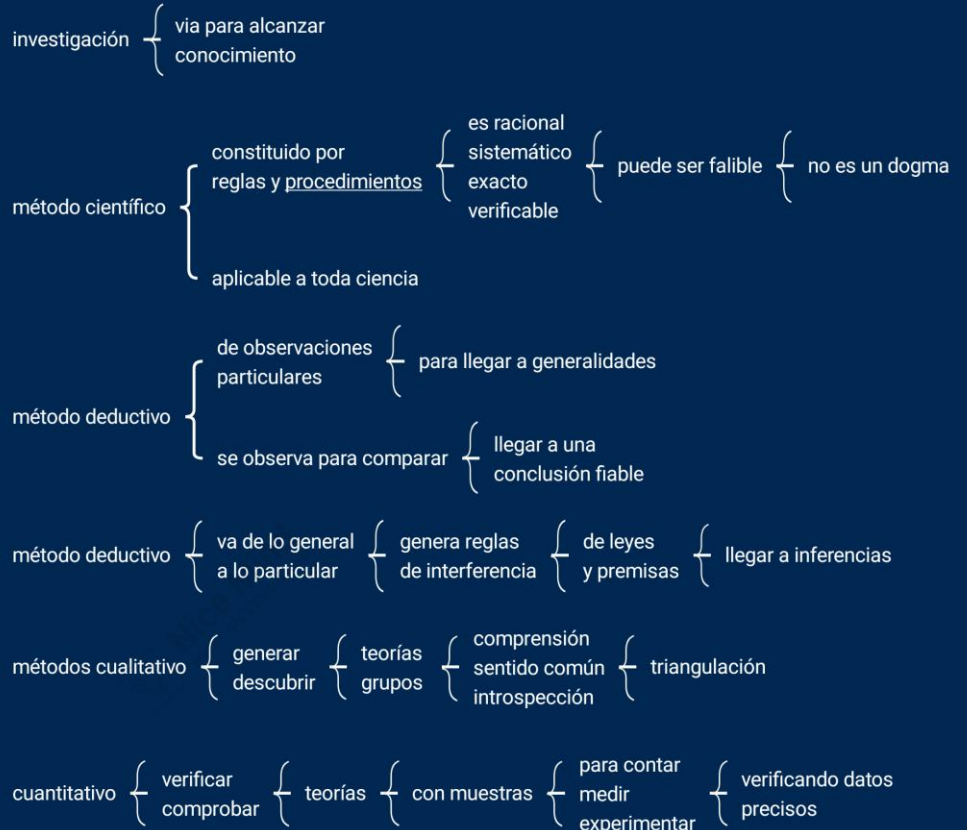 investigación
via para alcanzar
conocimiento
método científico
constituido por
reglas y procedimientos
es racional
sistemático
exacto
verificable
puede ser falible
no es un dogma
aplicable a toda ciencia
método deductivo
de observaciones
particulares
para llegar a generalidades
se observa para comparar
llegar a una
conclusión fiable
método deductivo
va de lo general
a lo particular
genera reglas
de interferencia
de leyes
y premisas
llegar a inferencias
métodos cualitativo
generar
descubrir
teorías
grupos
comprensión
sentido común
introspección
triangulación
cuantitativo
verificar
comprobar
teorías
con muestras
para contar
medir
experimentar
verificando datos
precisos